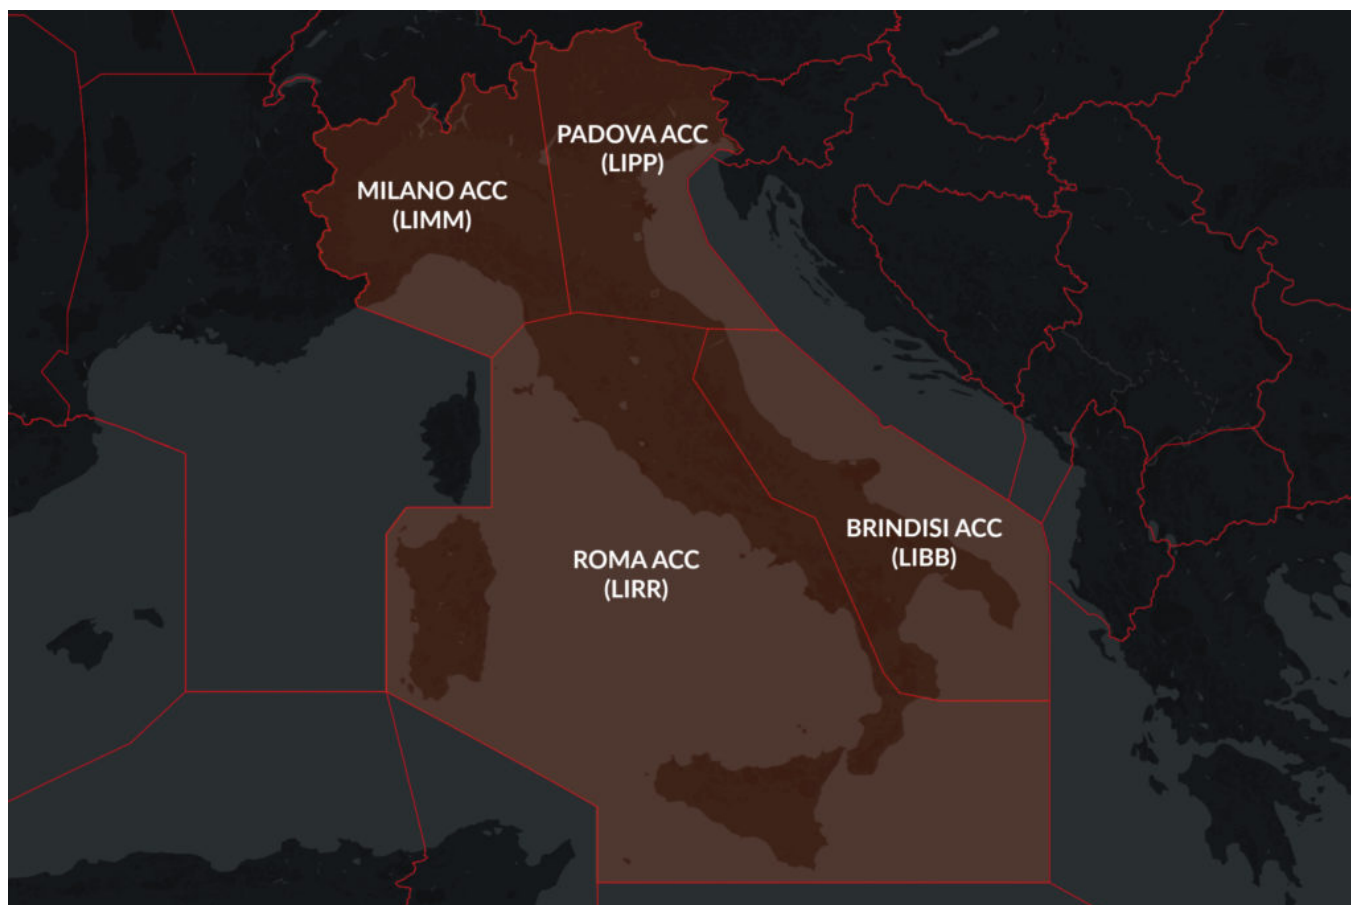 PADOVA ACC
(LIPP)
MILANO ACC
(LIMM)
BRINDISI ACC
(LIBB)
ROMA ACC
(LIRR)